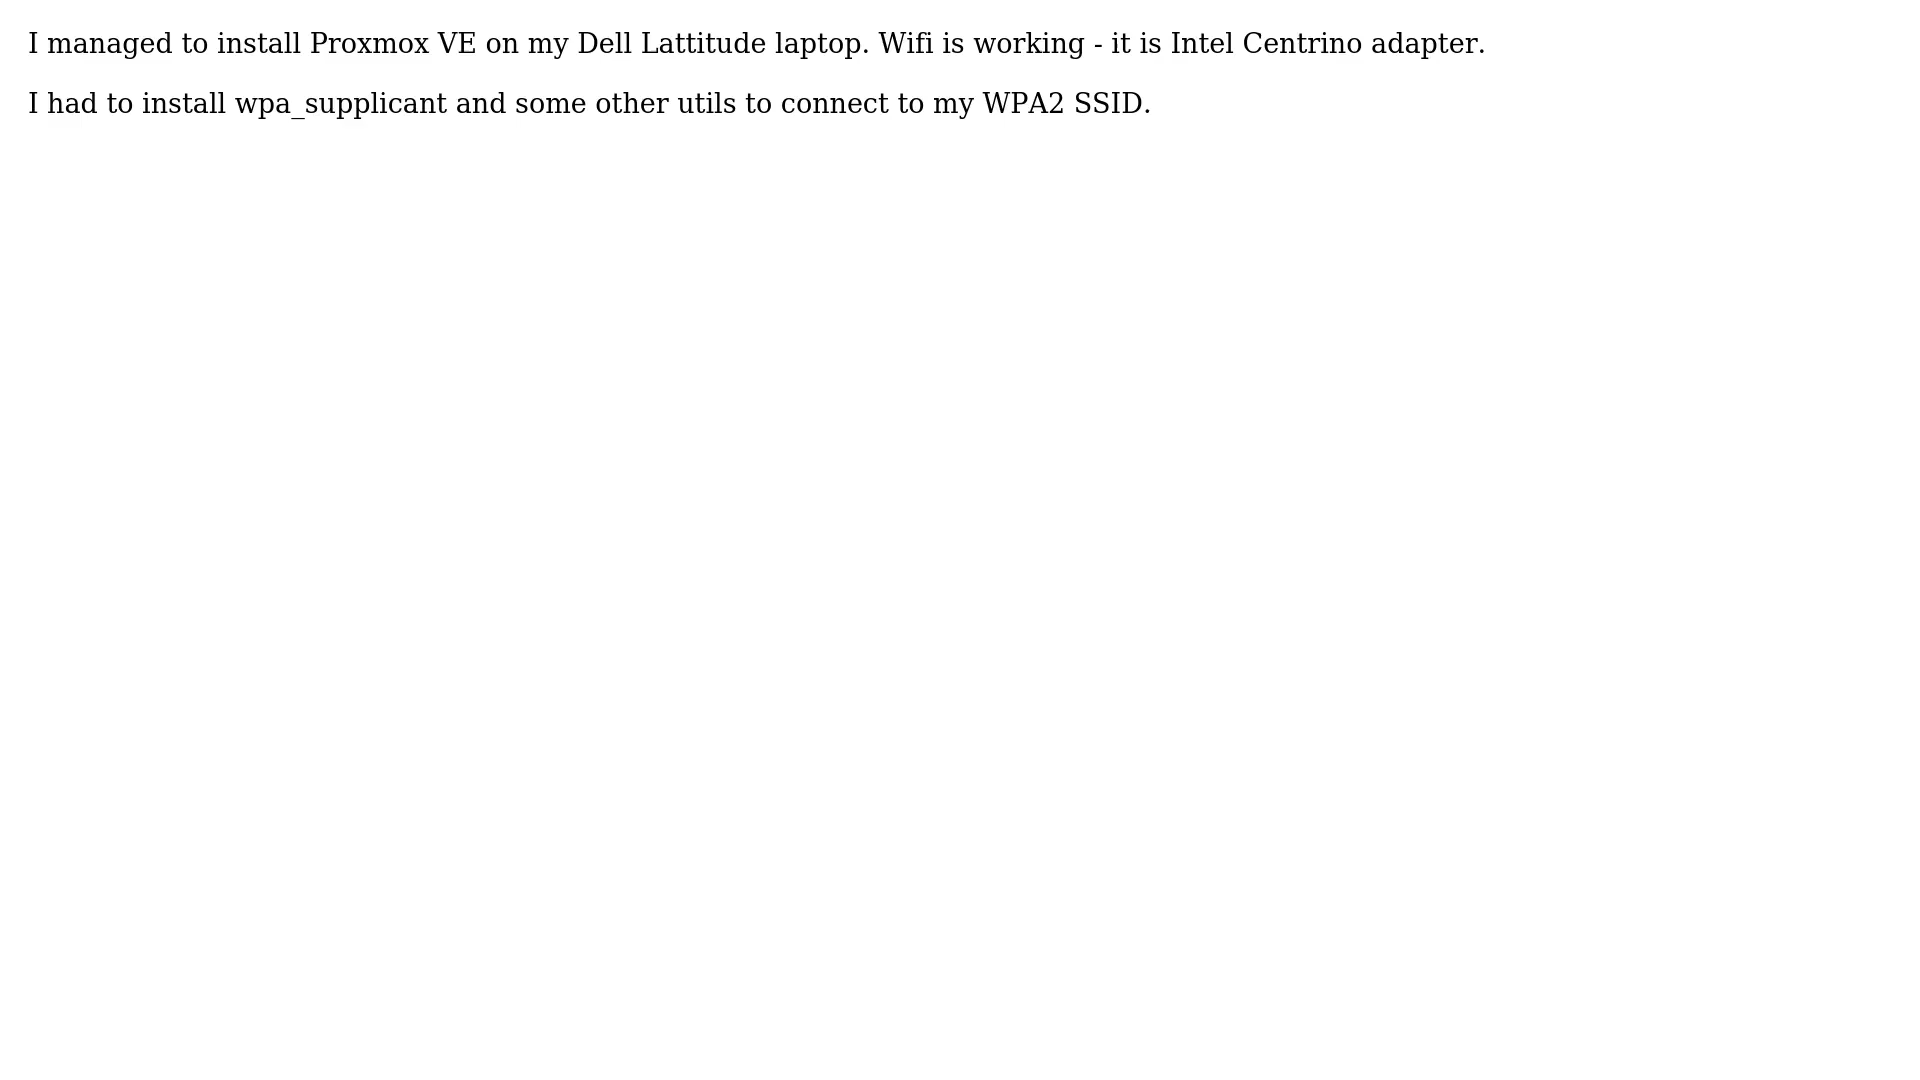 I managed to install Proxmox VE on my Dell Lattitude laptop. Wifi is working - it is Intel Centrino adapter.
I had to install wpa_supplicant and some other utils to connect to my WPA2 SSID.